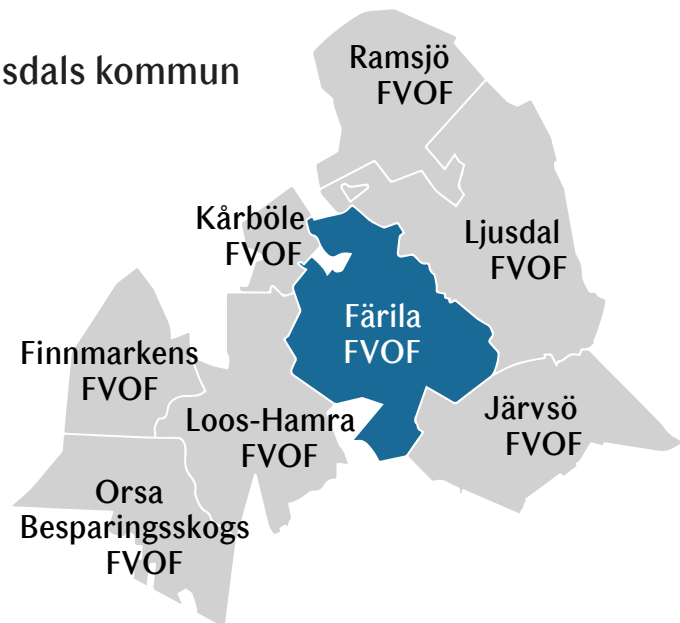 sdals kommun
Ramsjö
FVOF
Kårböle
FVOF
Ljusdal
FVOF
Färila
FVOF
Finnmarkens
FVOF
Loos-Hamra
FVOF
Järvsö
FVOF
Orsa
Besparingsskogs
FVOF